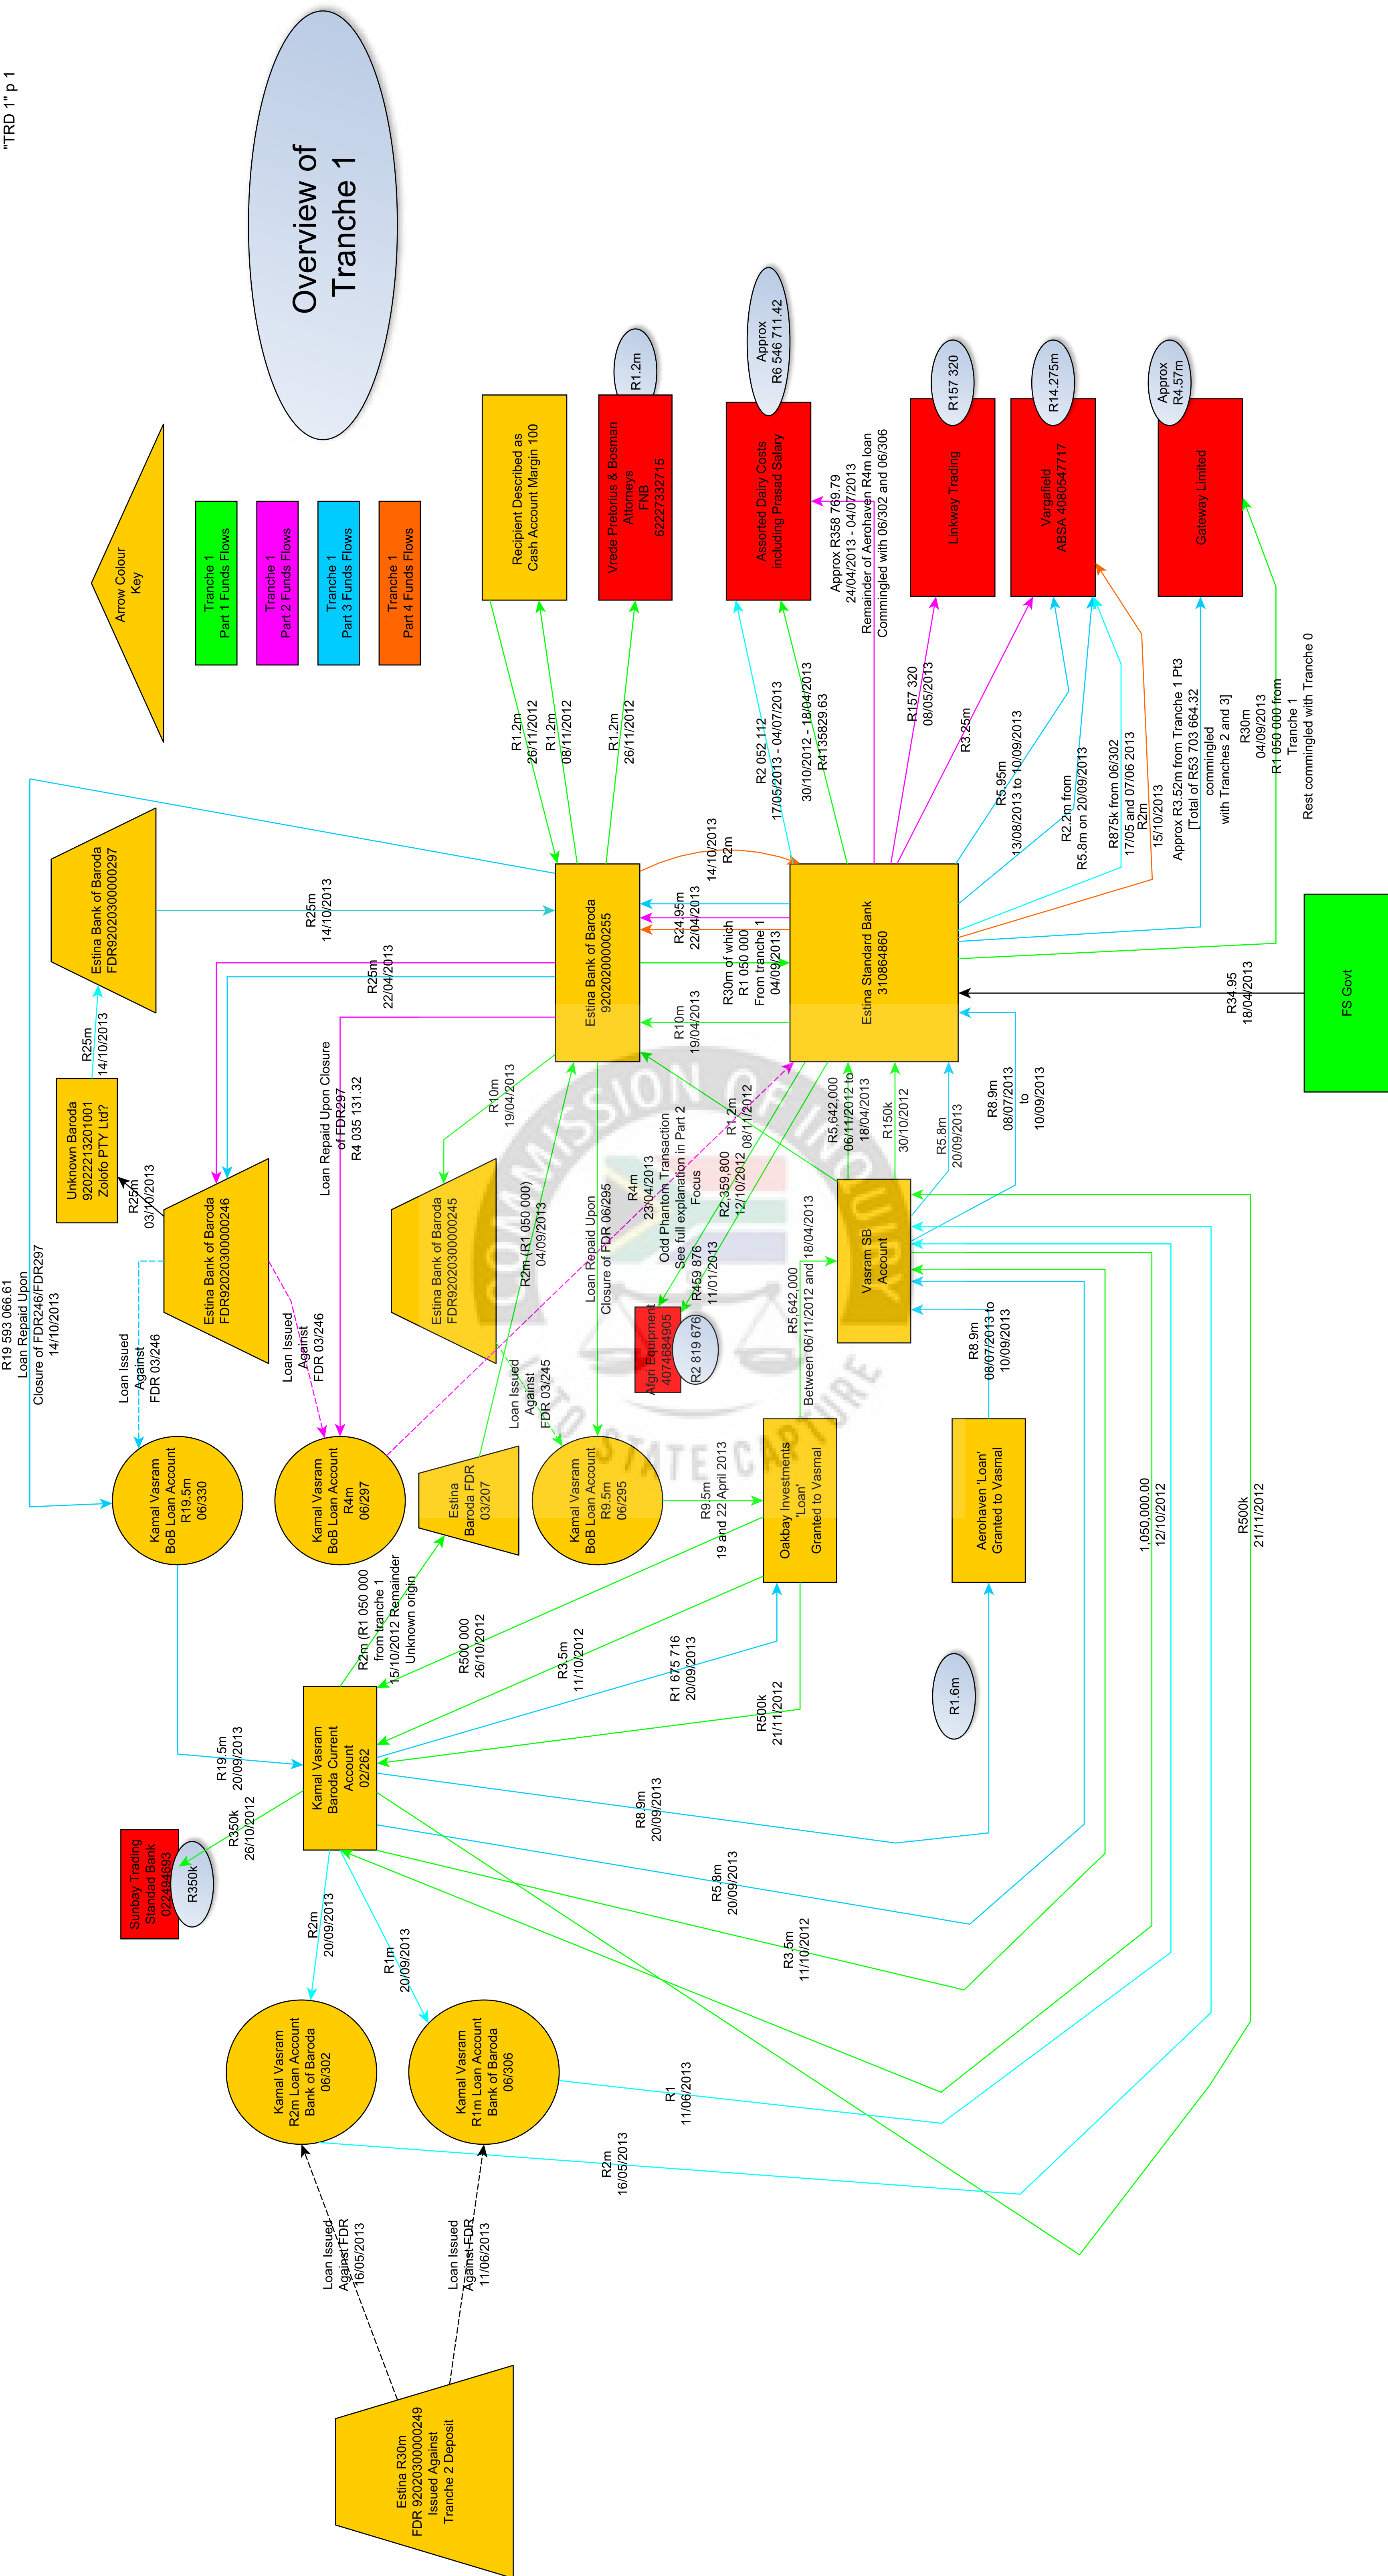 "TRD 1" p 1
Overview of
Tranche 1
Arrow Colour
Key
Tranche 1
Part 1 Funds Flows
Tranche 1
Part 2 Funds Flows
Tranche 1
Part 3 Funds Flows
Tranche 1
Part 4 Funds Flows
R19 593 066.61
Loan Repaid Upon
Closure of FDR246/FDR297
14/10/2013
Unknown Baroda
92022213201001
Zolofo PTY Ltd?
R25m
14/10/2013
Estina Bank of Baroda
FDR92020300000297
R25m
14/10/2013
R25m
03/10/2013
Estina Bank of Baroda
FDR92020300000246
Loan Issued
Against
FDR 03/246
Loan Issued
Against
FDR 03/246
R25m
22/04/2013
Loan Repaid Upon Closure
of FDR297
R4 035 131.32
Kamal Vasram
BoB Loan Account
R19.5m
06/330
Kamal Vasram
BoB Loan Account
R4m
06/297
Estina
Baroda FDR
03/207
Kamal Vasram
BoB Loan Account
R9.5m
06/295
Estina Bank of Baroda
FDR92020300000245
R10m
19/04/2013
R2m (R1 050 000)
04/09/2013
Loan Issued
Against
FDR 03/245
Loan Repaid Upon
Closure of FDR 06/295
Estina Bank of Baroda
92020200000255
R1.2m
26/11/2012
R1.2m
08/11/2012
R1.2m
26/11/2012
Recipient Described as
Cash Account Margin 100
Vrede Pretorius & Bosman
Attorneys
FNB
62227332715
R1.2m
R24.95m
22/04/2013
14/10/2013
R2m
R30m of which
R1 050 000
From tranche 1
04/09/2013
R10m
19/04/2013
R4m
23/04/2013
Odd Phantom Transaction
See full explanation in Part 2
Focus
R1.2m
08/11/2012
R2,359,800
12/10/2012
R459 876
11/01/2013
Afgri Equipment
4074684905
R2 819 676
Estina Standard Bank
310864860
R2 052 112
17/05/2013 - 04/07/2013
30/10/2012 - 18/04/2013
R4135829.63
Assorted Dairy Costs
including Prasad Salary
Approx
R6 546 711.42
Approx R358 769.79
24/04/2013 - 04/07/2013
Remainder of Aerohaven R4m loan
Commingled with 06/302 and 06/306
R157 320
08/05/2013
Linkway Trading
R157 320
R3.25m
R5.95m
13/08/2013 to 10/09/2013
R2.2m from
R5.8m on 20/09/2013
R875k from 06/302
17/05 and 07/06 2013
R2m
15/10/2013
Vargafield
ABSA 4080547717
R14.275m
Approx R3.52m from Tranche 1 Pt3
[Total of R53 703 664.32
commingled
with Tranches 2 and 3]
Gateway Limited
Approx
R4.57m
R30m
04/09/2013
R1 050 000 from
Tranche 1
Rest commingled with Tranche 0
R34.95
18/04/2013
FS Govt
R5,642,000
06/11/2012 to
18/04/2013
R150k
30/10/2012
R5.8m
20/09/2013
R8.9m
08/07/2013
to
10/09/2013
Vasram SB
Account
R5,642,000
Between 06/11/2012 and 18/04/2013
R8.9m
08/07/2013 to
10/09/2013
R9.5m
19 and 22 April 2013
Oakbay Investments
'Loan'
Granted to Vasmal
Aerohaven 'Loan'
Granted to Vasmal
R1.6m
R2m (R1 050 000
from tranche 1
15/10/2012 Remainder
Unknown origin
R500 000
26/10/2012
R3.5m
11/10/2012
R1 675 716
20/09/2013
R500k
21/11/2012
R19.5m
20/09/2013
Kamal Vasram
Baroda Current
Account
02/262
R350k
26/10/2012
Sunbay Trading
Standad Bank
022494693
R350k
R8.9m
20/09/2013
R5.8m
20/09/2013
R3.5m
11/10/2012
1,050,000.00
12/10/2012
R500k
21/11/2012
R2m
20/09/2013
R1m
20/09/2013
Kamal Vasram
R2m Loan Account
Bank of Baroda
06/302
Kamal Vasram
R1m Loan Account
Bank of Baroda
06/306
R1
11/06/2013
R2m
16/05/2013
Loan Issued
Against FDR
16/05/2013
Loan Issued
Against FDR
11/06/2013
Estina R30m
FDR 92020300000249
Issued Against
Tranche 2 Deposit
COMMISSION OF INQUIRY
TO STATE CAPTURE